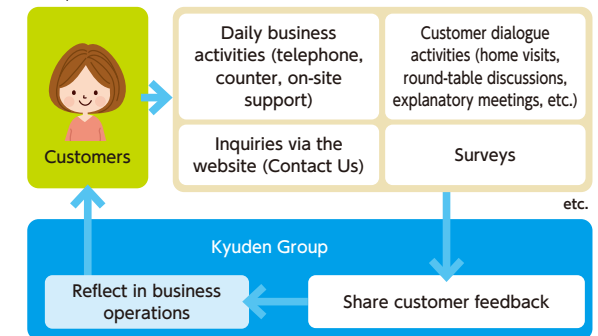 Daily business
activities (telephone,
counter, on-site
support)
Customer dialogue
activities (home visits,
round-table discussions,
explanatory meetings, etc.)
Customers
Inquiries via the
website (Contact Us)
Surveys
etc.
Kyuden Group
Reflect in business
operations
Share customer feedback